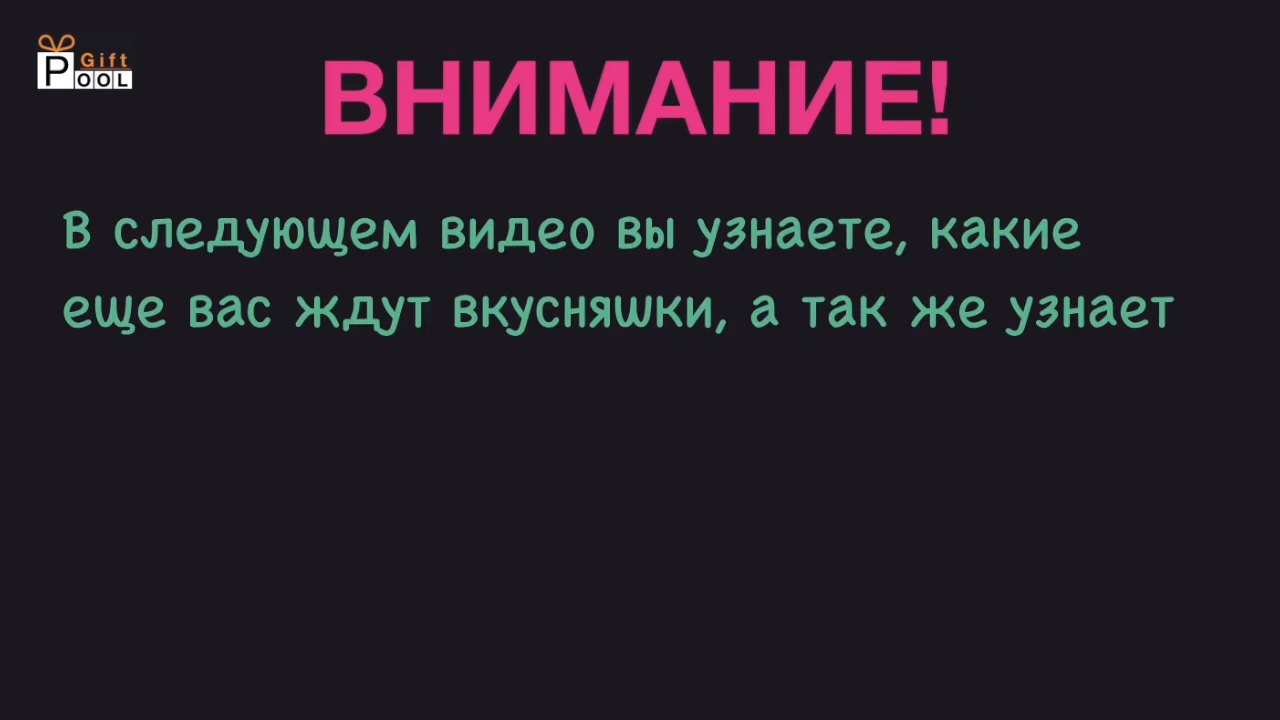 Gift
POOL
ВНИМАНИЕ!
В следующем видео вы узнаете, какие
еще вас ждут вкусняшки, а так же узнает